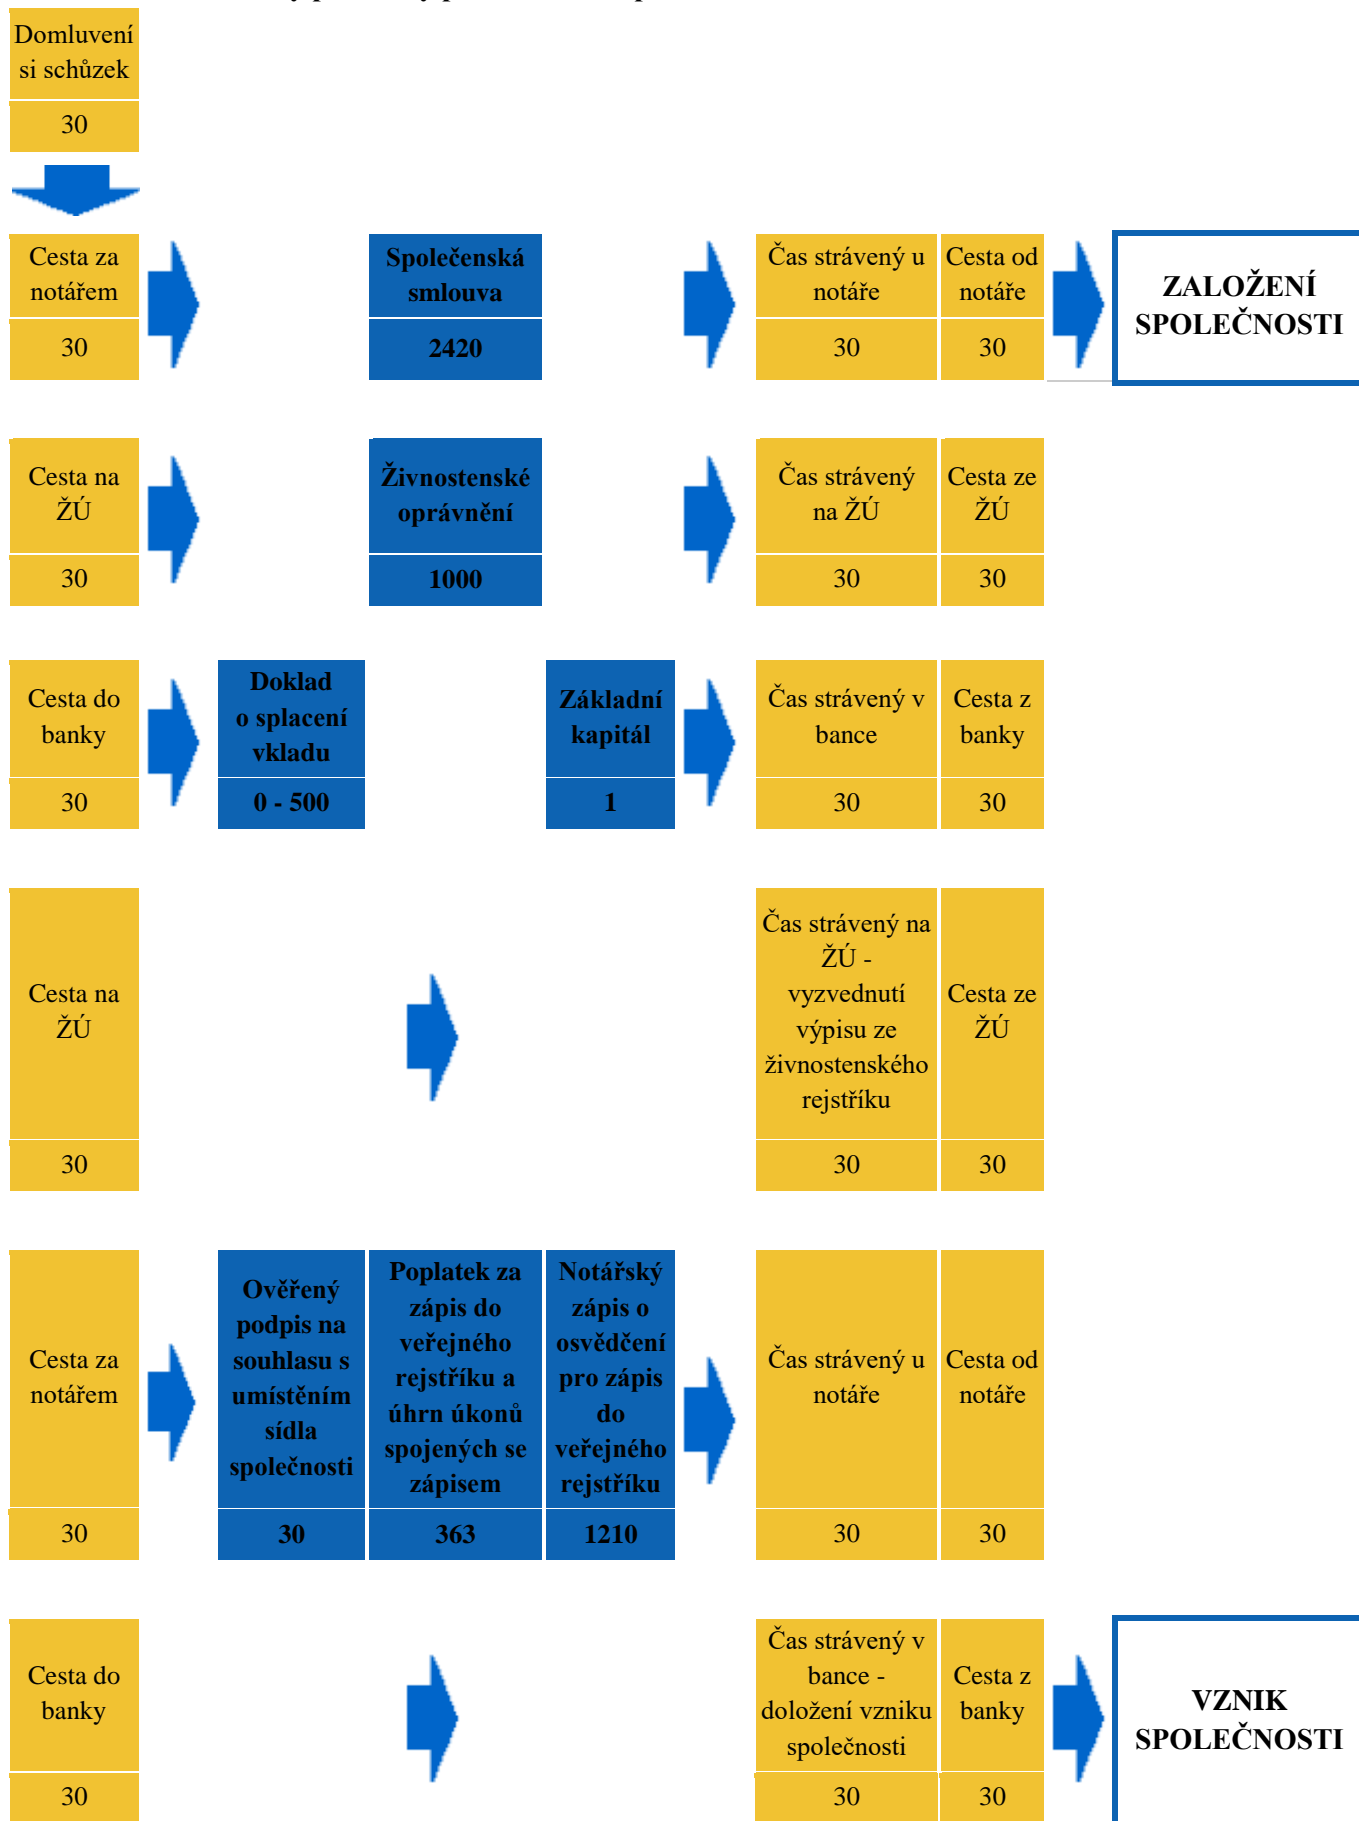 Domluvení
si schůzek
30
Cesta za
notářem
30
Společenská
smlouva
2420
Čas strávený u
notáře
30
Cesta od
notáře
30
ZALOŽENÍ
SPOLEČNOSTI
Cesta na
ŽÚ
30
Živnostenské
oprávnění
1000
Čas strávený
na ŽÚ
30
Cesta ze
ŽÚ
30
Cesta do
banky
30
Doklad
o splacení
vkladu
0 - 500
Základní
kapitál
1
Čas strávený v
bance
30
Cesta z
banky
30
Cesta na
ŽÚ
30
Čas strávený na
ŽÚ -
vyzvednutí
výpisu ze
živnostenského
rejstříku
30
Cesta ze
ŽÚ
30
Cesta za
notářem
30
Ověřený
podpis na
souhlasu s
umístěním
sídla
společnosti
30
Poplatek za
zápis do
veřejného
rejstříku a
úhrn úkonů
spojených se
zápisem
363
Notářský
zápis o
osvědčení
pro zápis
do
veřejného
rejstříku
1210
Čas strávený u
notáře
30
Cesta od
notáře
30
Cesta do
banky
30
Čas strávený v
bance -
doložení vzniku
společnosti
30
Cesta z
banky
30
VZNIK
SPOLEČNOSTI